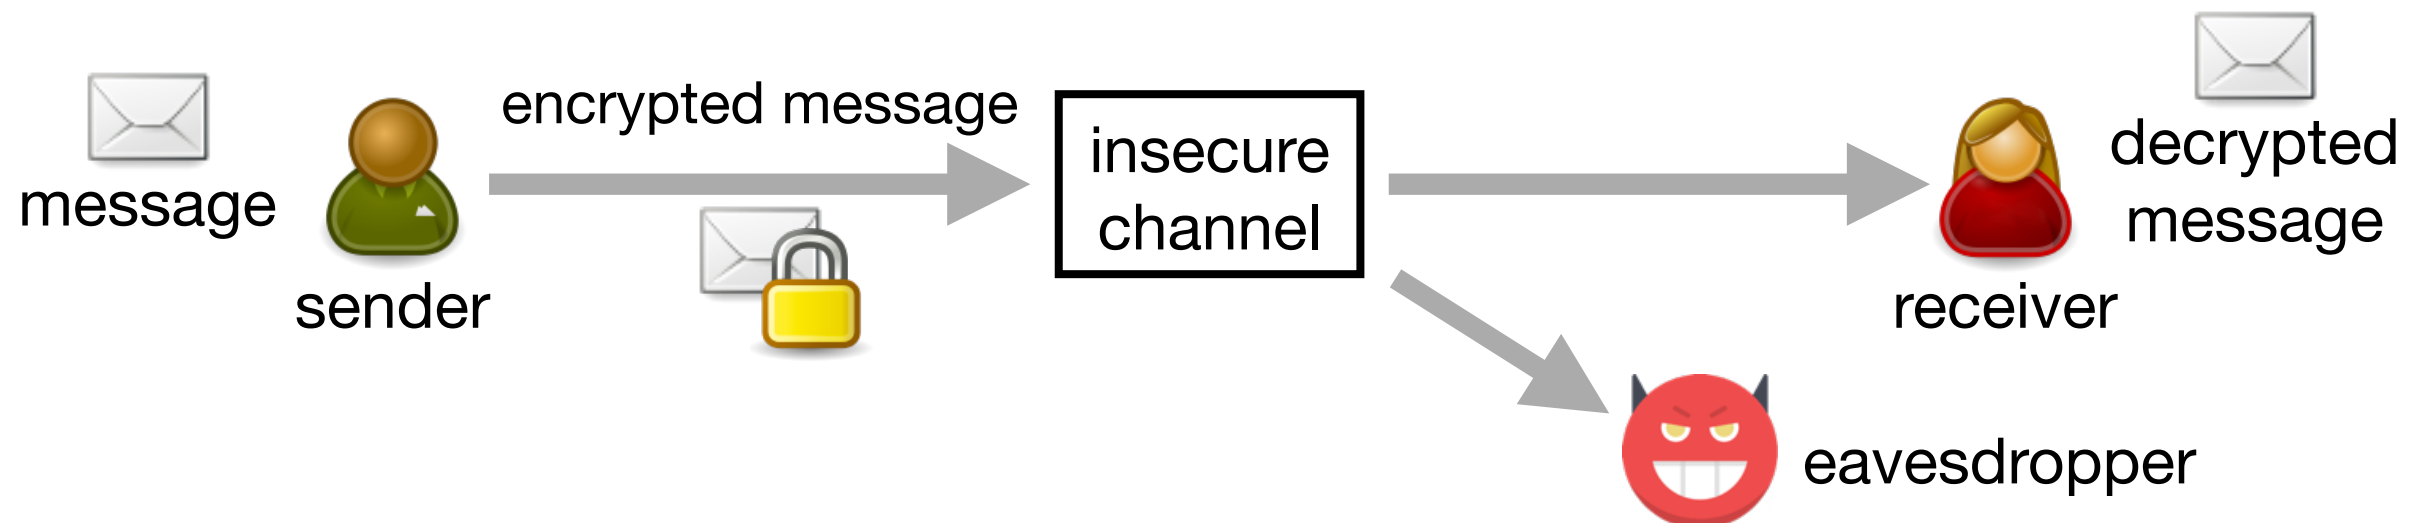 message
sender
encrypted message
insecure
channel
receiver
decrypted
message
eavesdropper